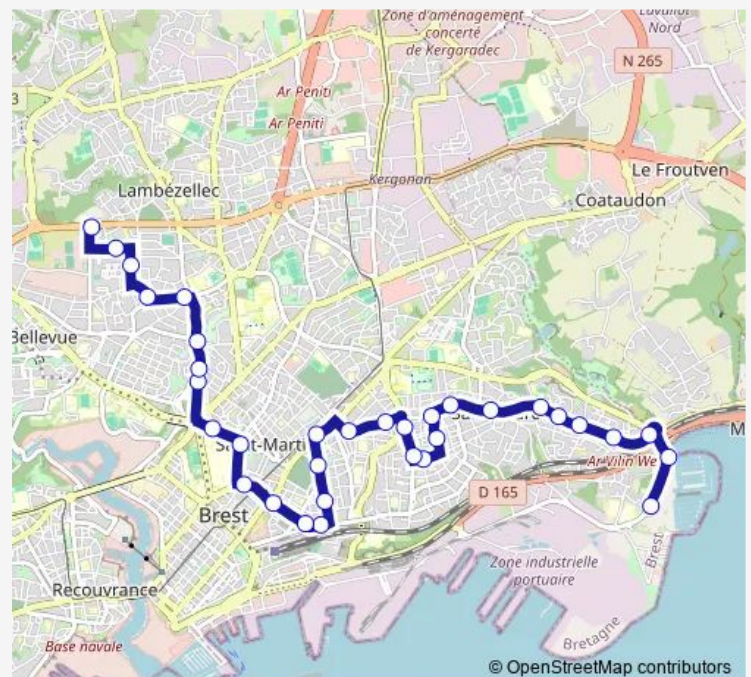 Zone d'aménagement
concerté
de Kergaradec
Nord
N 265
Ar Peniti
Ar Peniti
Kergonan
Le Froutven
Lambézellec
Coataudon
Bellevue
Ar Vilin We
D 165
Brest
Zone industrielle
portuaire
Brest
Recouvrance
Bretagne
Base navale
© OpenStreetMap contributors